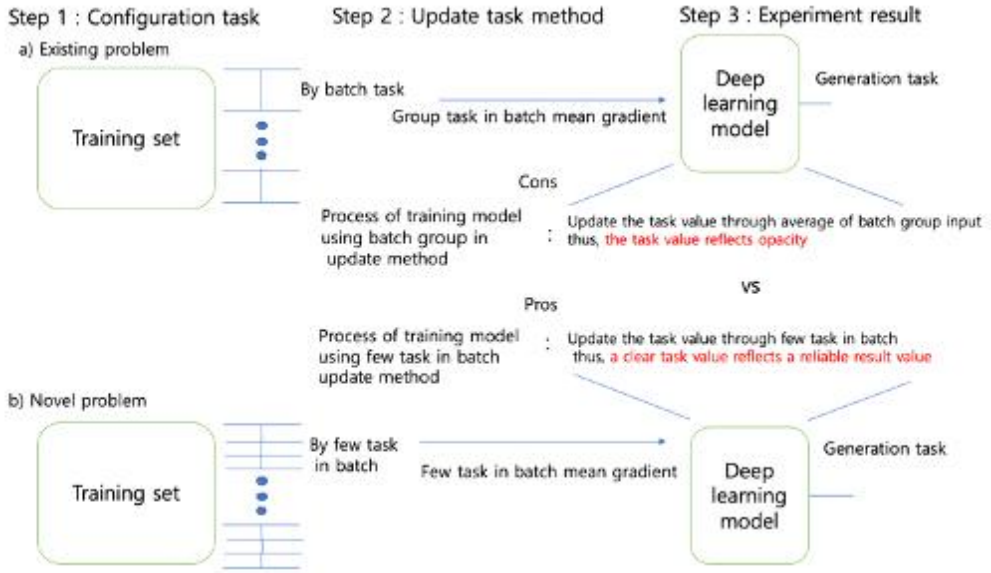 Step 1 : Configuration task
Step 2 : Update task method
Step 3 : Experiment result
a) Existing problem
Training set
By batch task
Group task in batch mean gradient
Deep
learning
model
Generation task
Cons
Process of training model
using batch group in
update method
:
Update the task value through average of batch group input
thus, the task value reflects opacity
vs
Pros
Process of training model
using few task in batch
update method
:
Update the task value through few task in batch
thus, a clear task value reflects a reliable result value
b) Novel problem
Training set
By few task
in batch
Few task in batch mean gradient
Deep
learning
model
Generation task